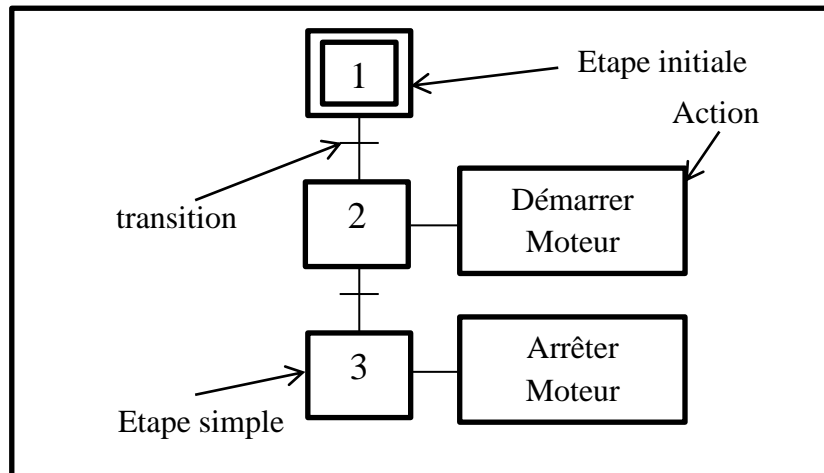 1
Etape initiale
Action
transition
2
Démarrer
Moteur
3
Arrêter
Moteur
Etape simple